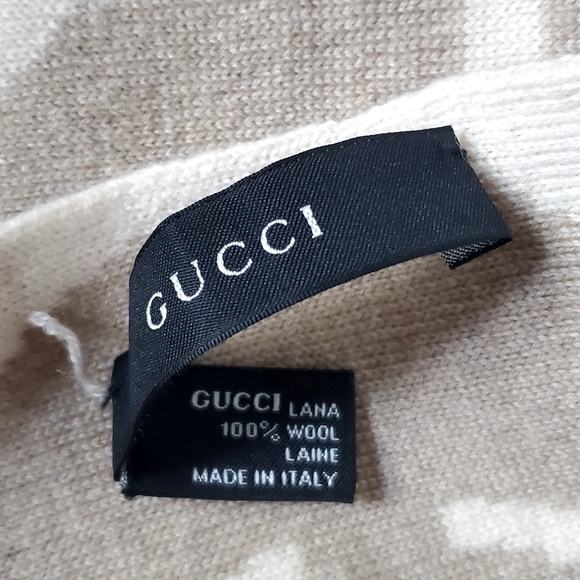 GUCCI
GUCCI LANA
100% WOOL
LAINE
MADE IN ITALY